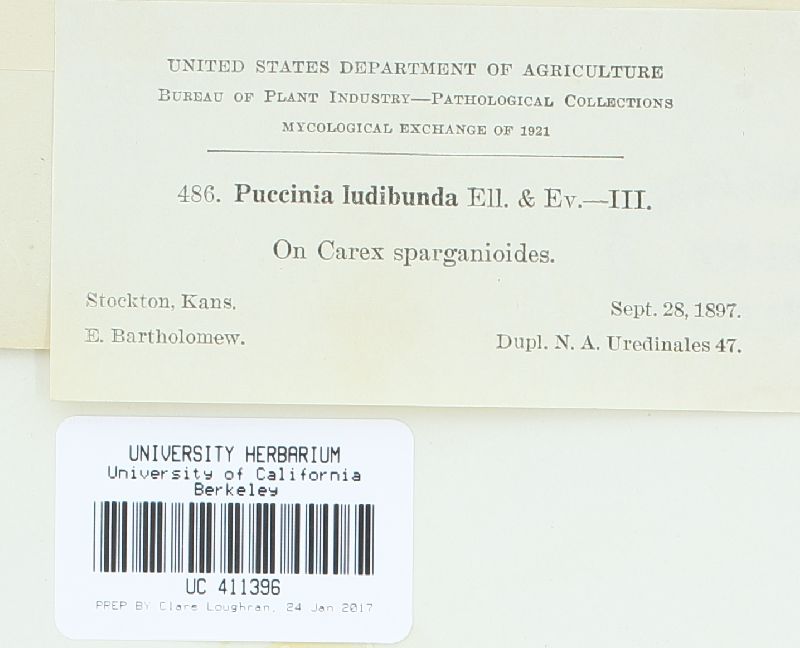 UNITED STATES DEPARTMENT OF AGRICULTURE
BUREAU OF PLANT INDUSTRY—PATHOLOGICAL COLLECTIONS
MYCOLOGICAL EXCHANGE OF 1921
486. Puccinia ludibunda Ell. & Ev.—III.
On Carex sparganioides.
Stockton, Kans. Sept. 28, 1897.
E. Bartholomew. Dupl. N. A. Uredinales 47.
UNIVERSITY HERBARIUM
University of California
Berkeley
UC 411396
PREP BY Clare Loughran, 24 Jan 2017